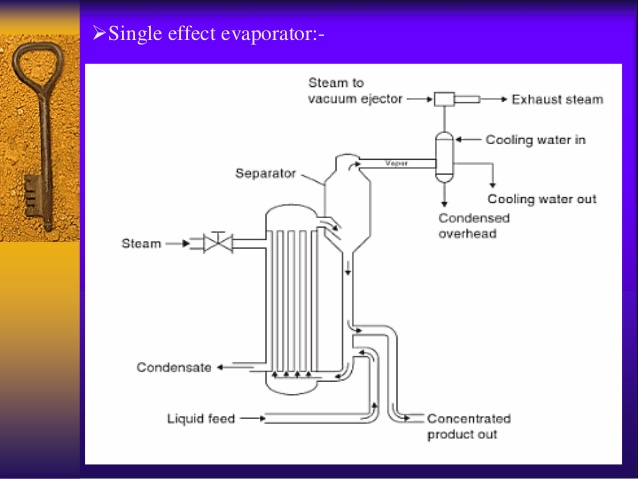 ➢Single effect evaporator:-
Steam to
vacuum ejector
Exhaust steam
Cooling water in
Vapor
Separator
Cooling water out
Condensed
overhead
Steam
Condensate
Liquid feed
Concentrated
product out